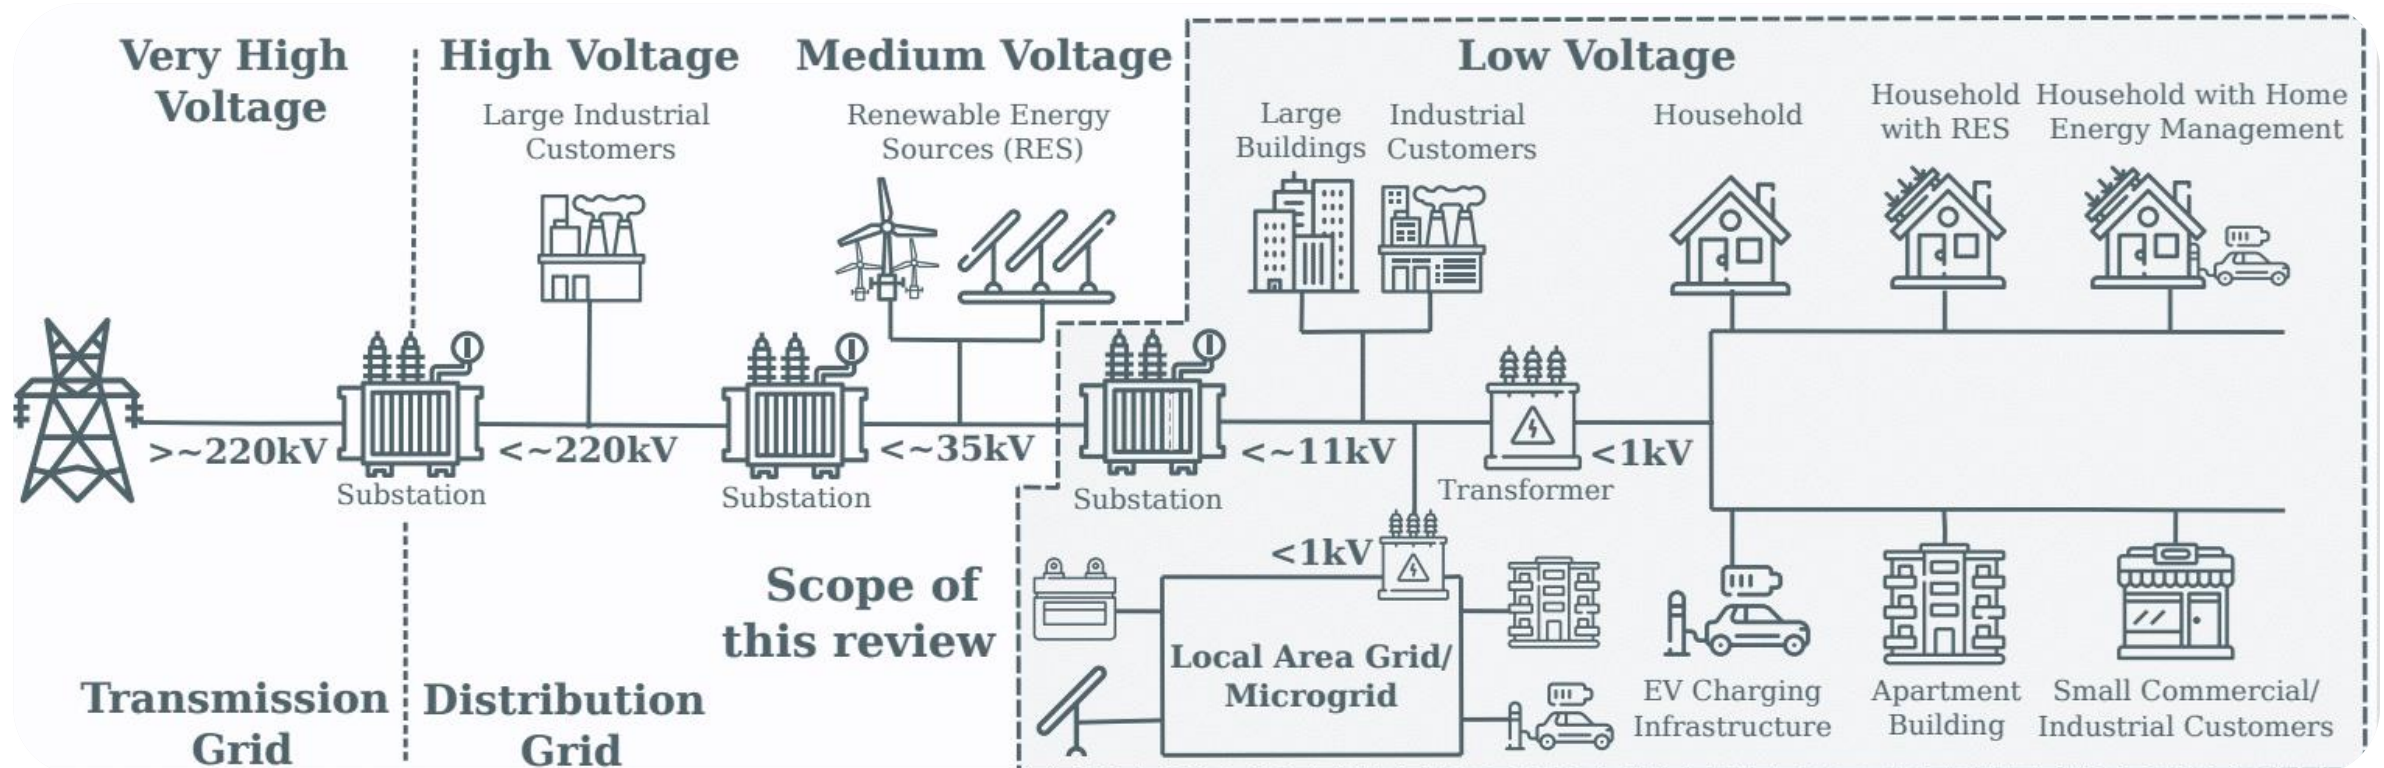 Very High
Voltage
High Voltage
Medium Voltage
Low Voltage
Large Industrial
Customers
Renewable Energy
Sources (RES)
Large
Buildings
Industrial
Customers
Household
Household
with RES
Household with Home
Energy Management
>~220kV
<~220kV
<~35kV
<~11kV
<1kV
Substation
Substation
Substation
Transformer
<1kV
Scope of
this review
Local Area Grid/
Microgrid
EV Charging
Infrastructure
Apartment
Building
Small Commercial/
Industrial Customers
Transmission
Grid
Distribution
Grid